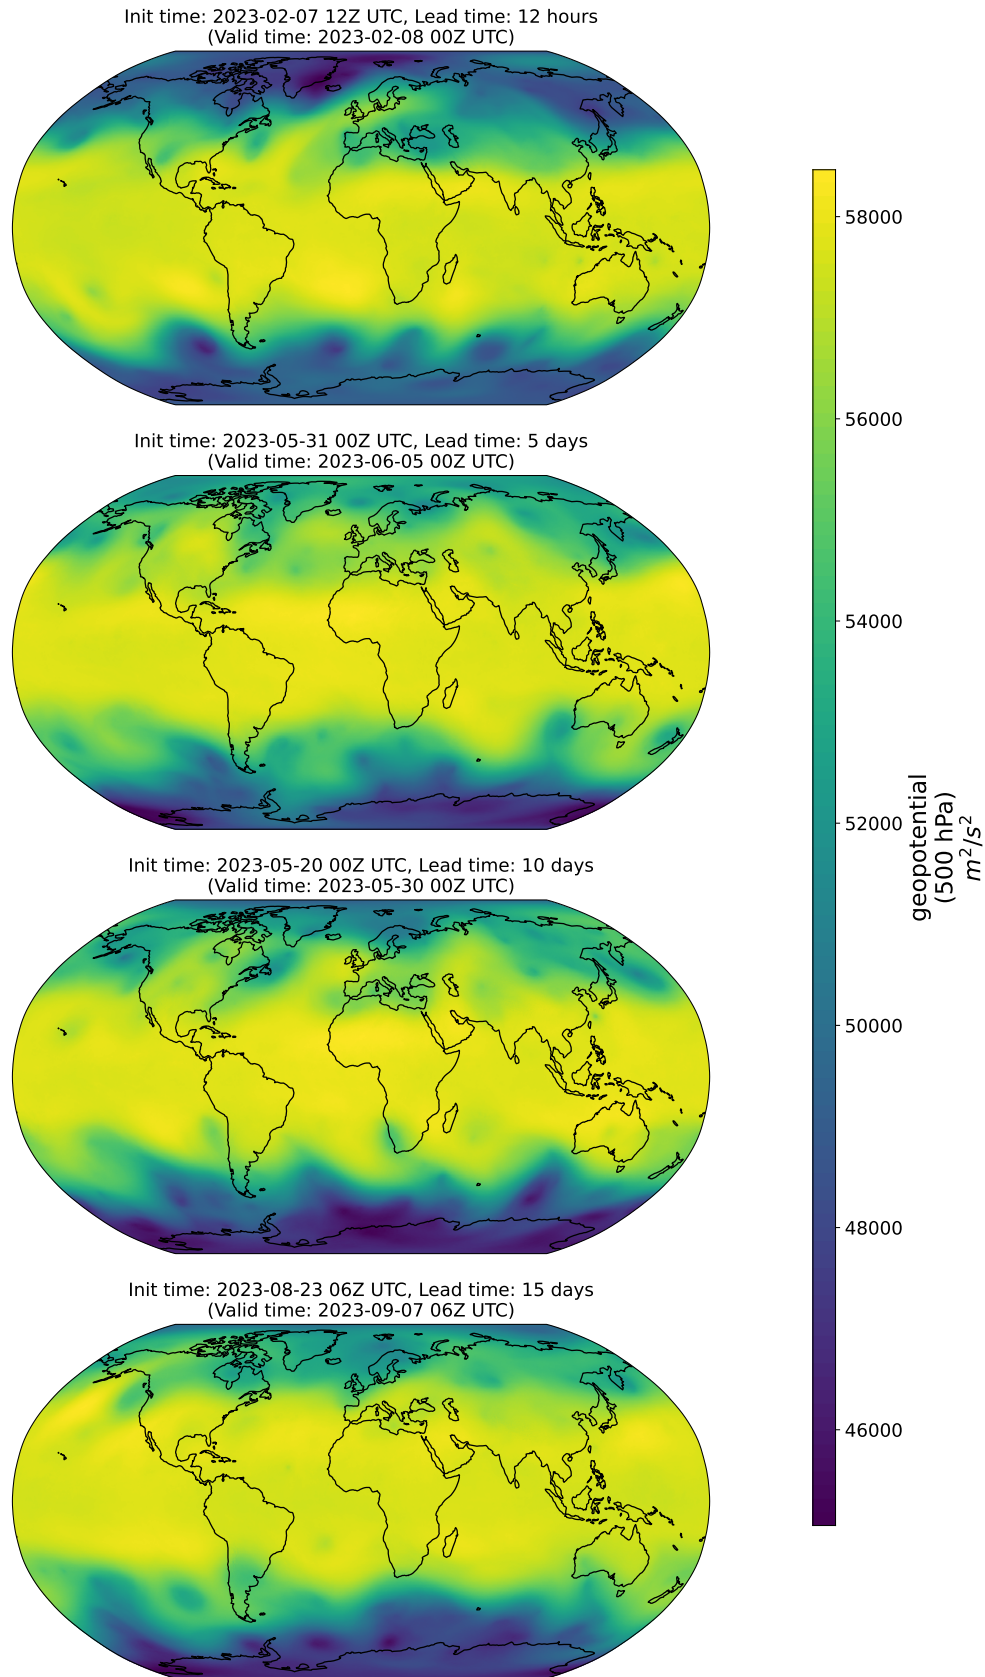 Init time: 2023-02-07 12Z UTC, Lead time: 12 hours
(Valid time: 2023-02-08 00Z UTC)
Init time: 2023-05-31 00Z UTC, Lead time: 5 days
(Valid time: 2023-06-05 00Z UTC)
Init time: 2023-05-20 00Z UTC, Lead time: 10 days
(Valid time: 2023-05-30 00Z UTC)
Init time: 2023-08-23 06Z UTC, Lead time: 15 days
(Valid time: 2023-09-07 06Z UTC)
58000
56000
54000
52000
50000
48000
46000
geopotential
(500 hPa)
m²/s²